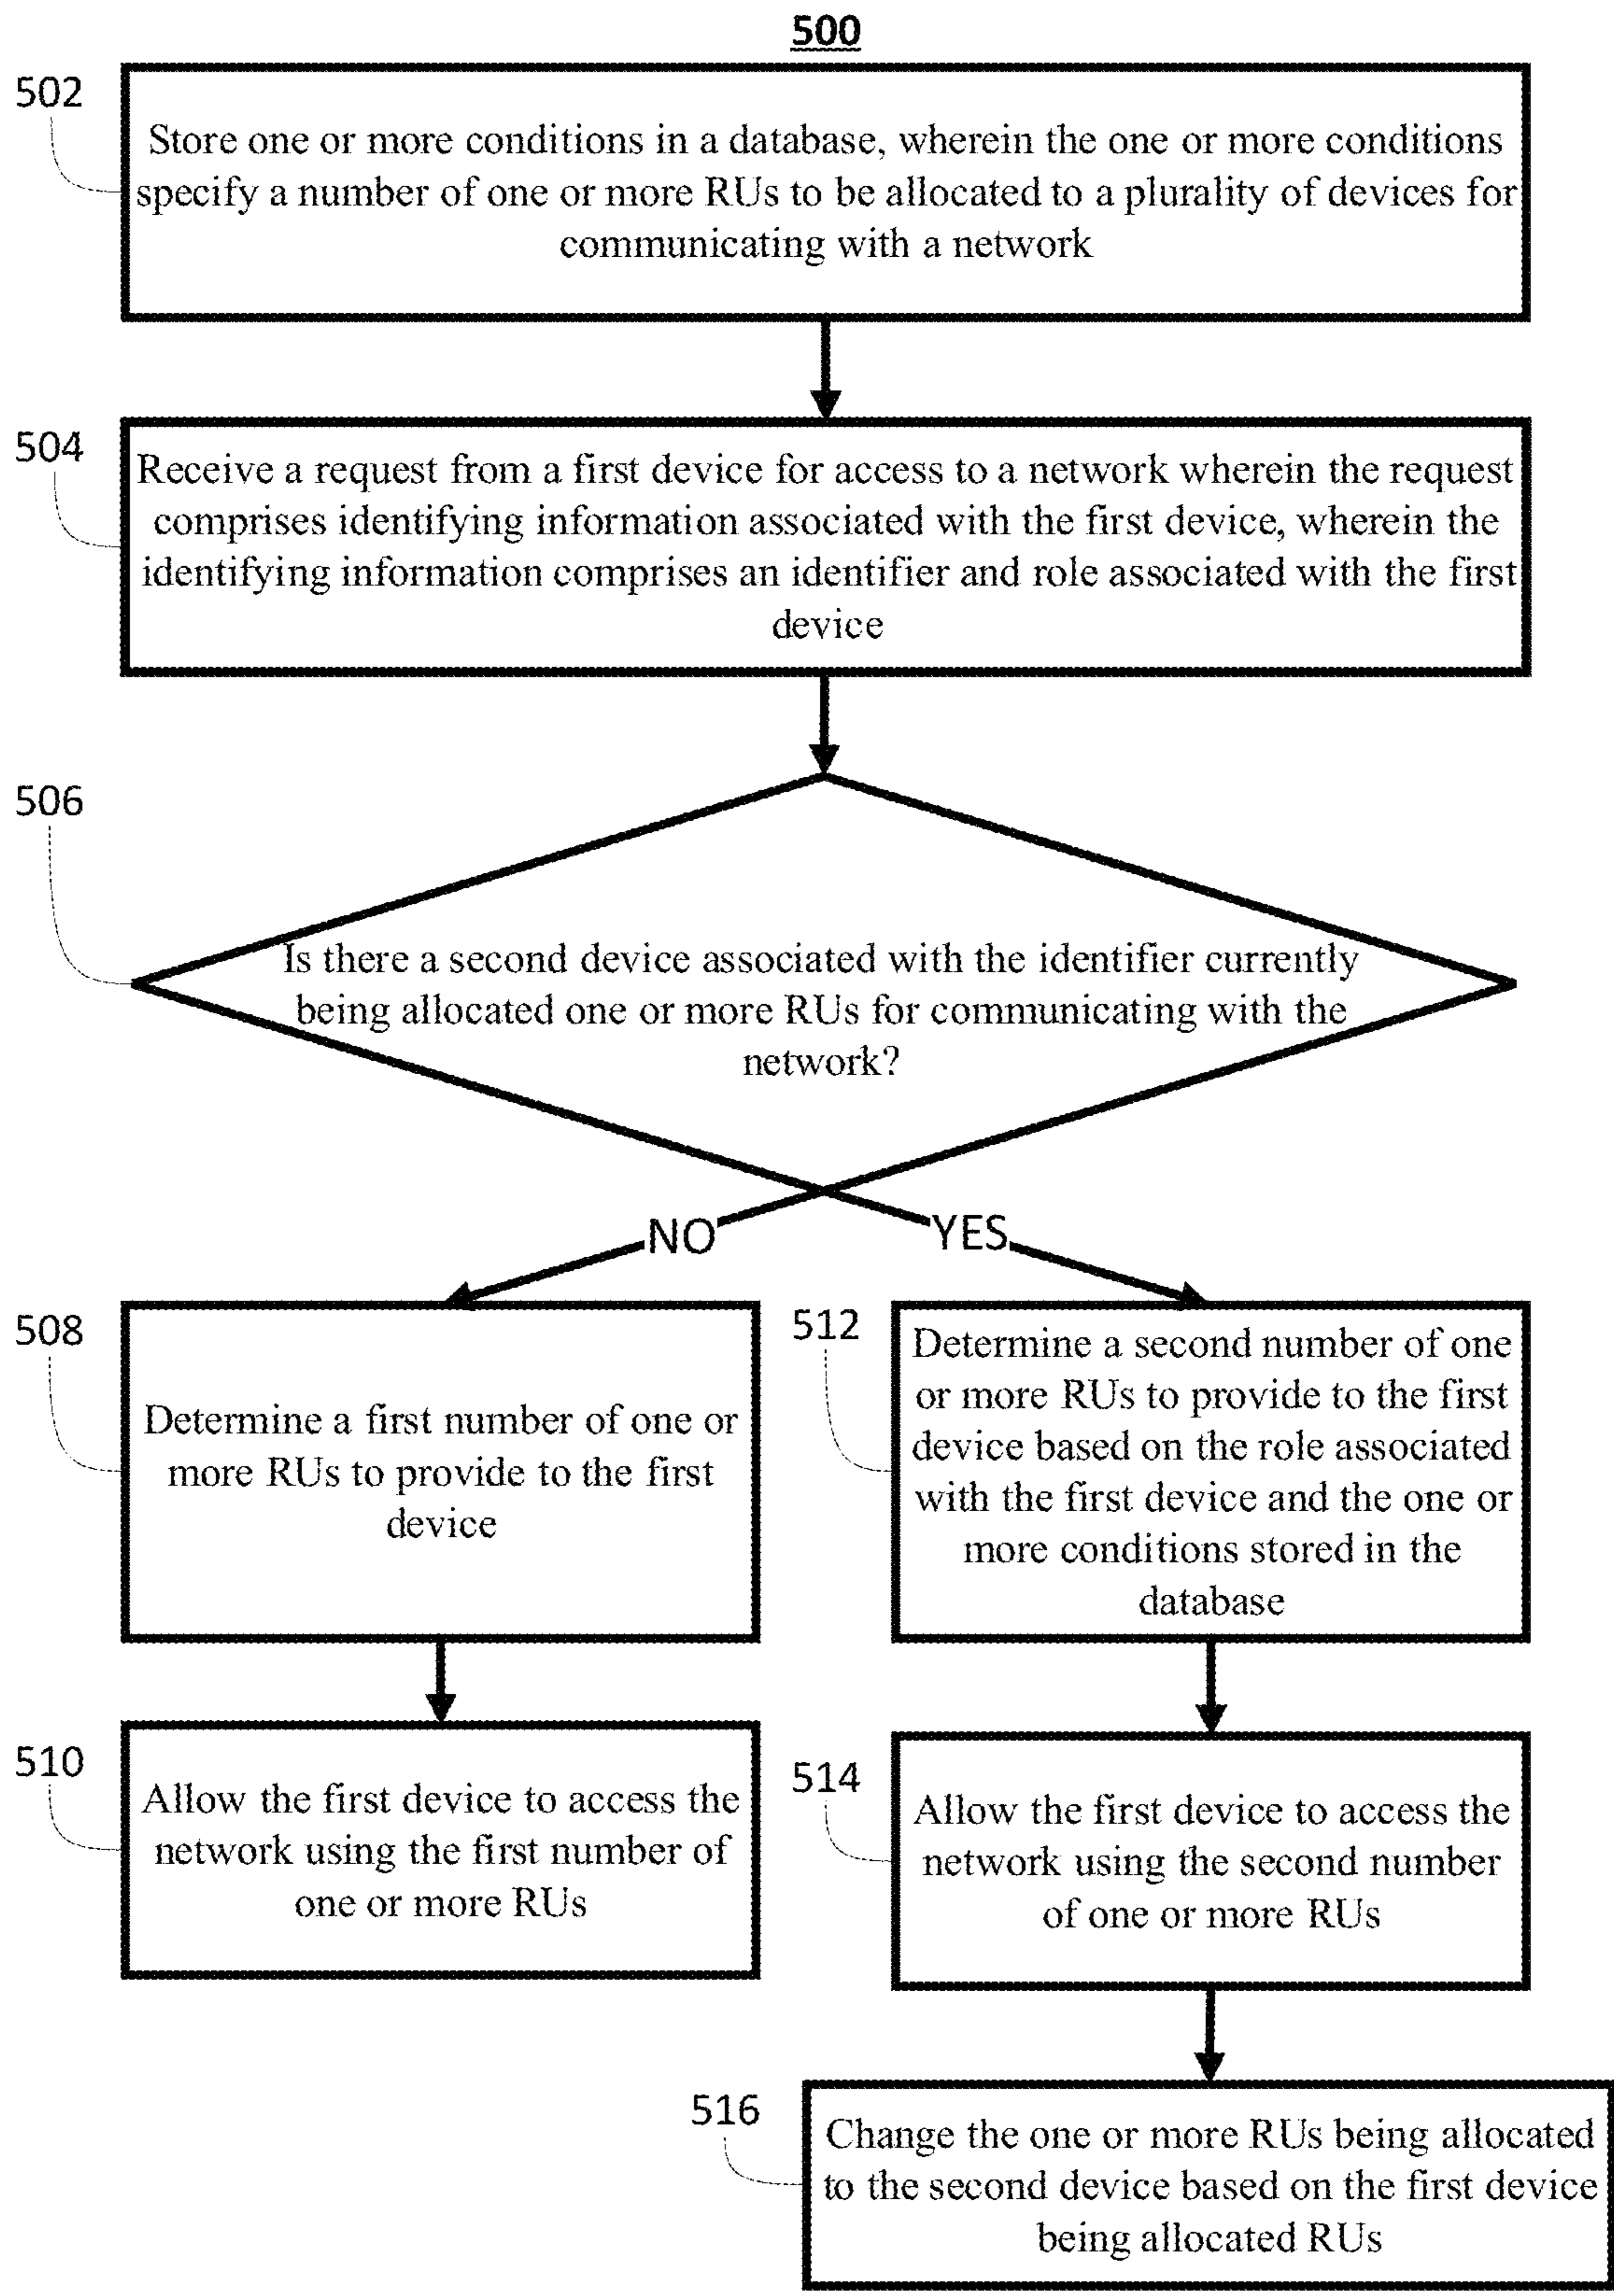 500
502
Store one or more conditions in a database, wherein the one or more conditions
specify a number of one or more RUs to be allocated to a plurality of devices for
communicating with a network
504
Receive a request from a first device for access to a network wherein the request
comprises identifying information associated with the first device, wherein the
identifying information comprises an identifier and role associated with the first
device
506
Is there a second device associated with the identifier currently
being allocated one or more RUs for communicating with the
network?
NO
YES
508
Determine a first number of one or
more RUs to provide to the first
device
512
Determine a second number of one
or more RUs to provide to the first
device based on the role associated
with the first device and the one or
more conditions stored in the
database
510
Allow the first device to access the
network using the first number of
one or more RUs
514
Allow the first device to access the
network using the second number
of one or more RUs
516
Change the one or more RUs being allocated
to the second device based on the first device
being allocated RUs